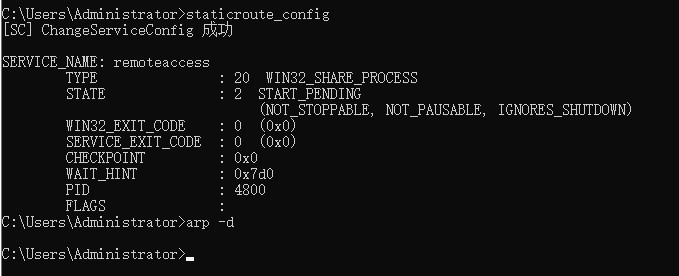 C:\Users\Administrator>staticroute_config
[SC] ChangeServiceConfig 成功
SERVICE_NAME: remoteaccess
TYPE : 20 WIN32_SHARE_PROCESS
STATE : 2 START_PENDING
(NOT_STOPPABLE, NOT_PAUSABLE, IGNORES_SHUTDOWN)
WIN32_EXIT_CODE : 0 (0x0)
SERVICE_EXIT_CODE : 0 (0x0)
CHECKPOINT : 0x0
WAIT_HINT : 0x7d0
PID : 4800
FLAGS :
C:\Users\Administrator>arp -d
C:\Users\Administrator>